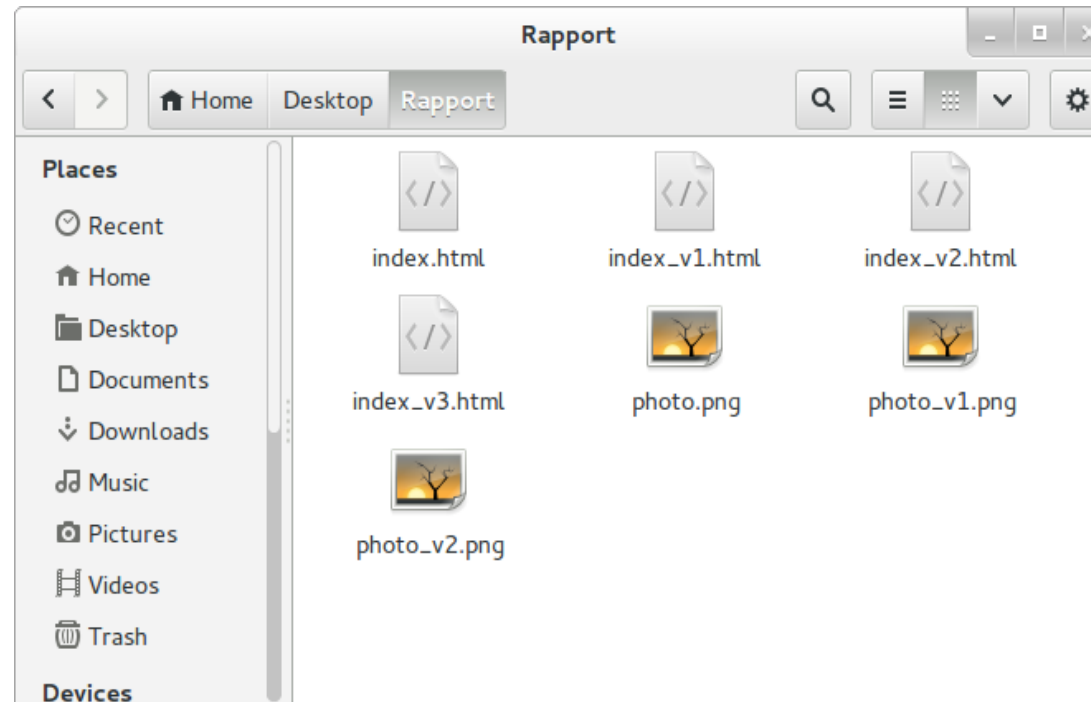 Rapport
Home Desktop Rapport
Places
Recent
Home
Desktop
Documents
Downloads
Music
Pictures
Videos
Trash
Devices
index.html index_v1.html index_v2.html
index_v3.html photo.png photo_v1.png
photo_v2.png